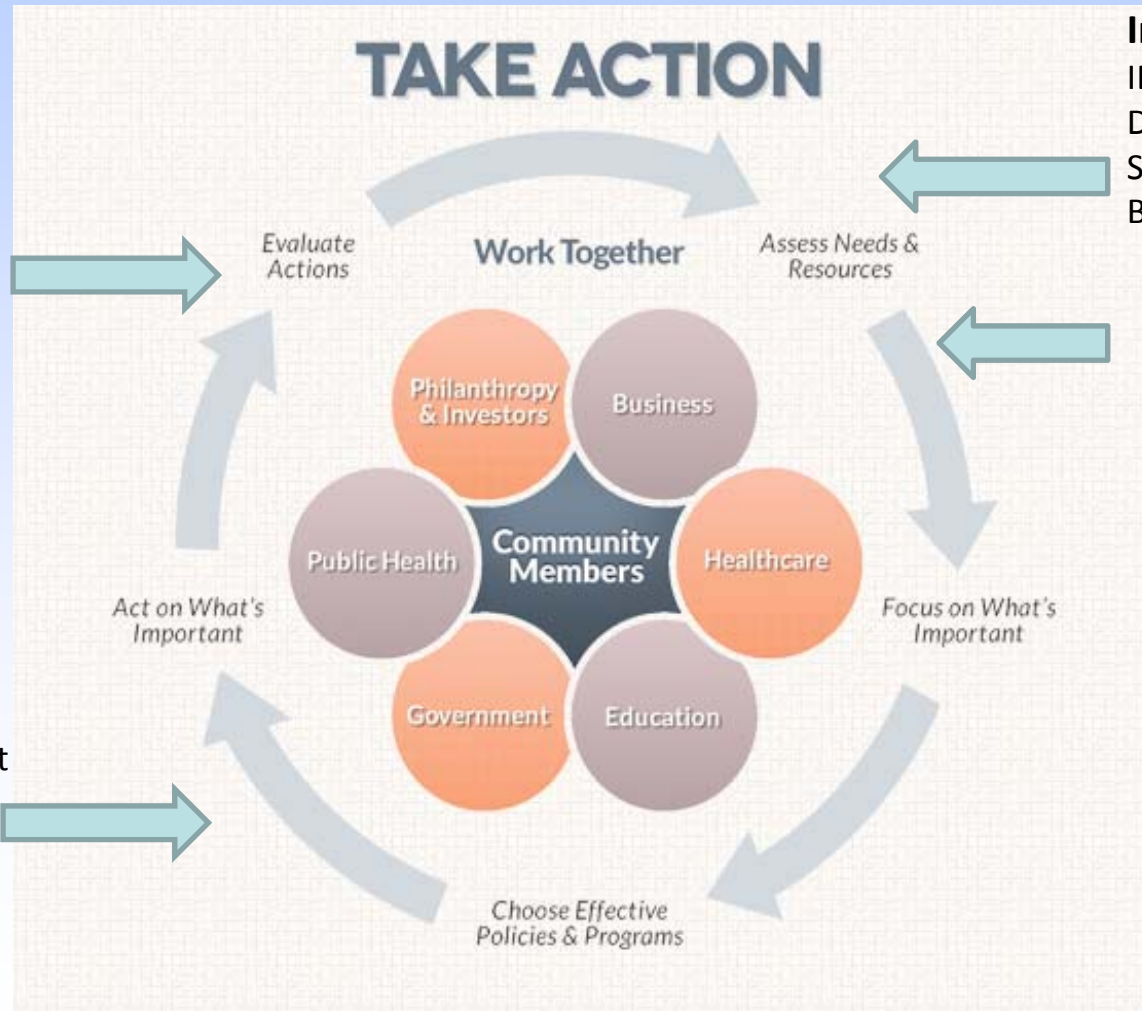 TAKE ACTION
Evaluate
Actions
Work Together
Assess Needs &
Resources
Philanthropy
& Investors
Business
Public Health
Community
Members
Healthcare
Act on What's
Important
Focus on What's
Important
Government
Education
Choose Effective
Policies & Programs